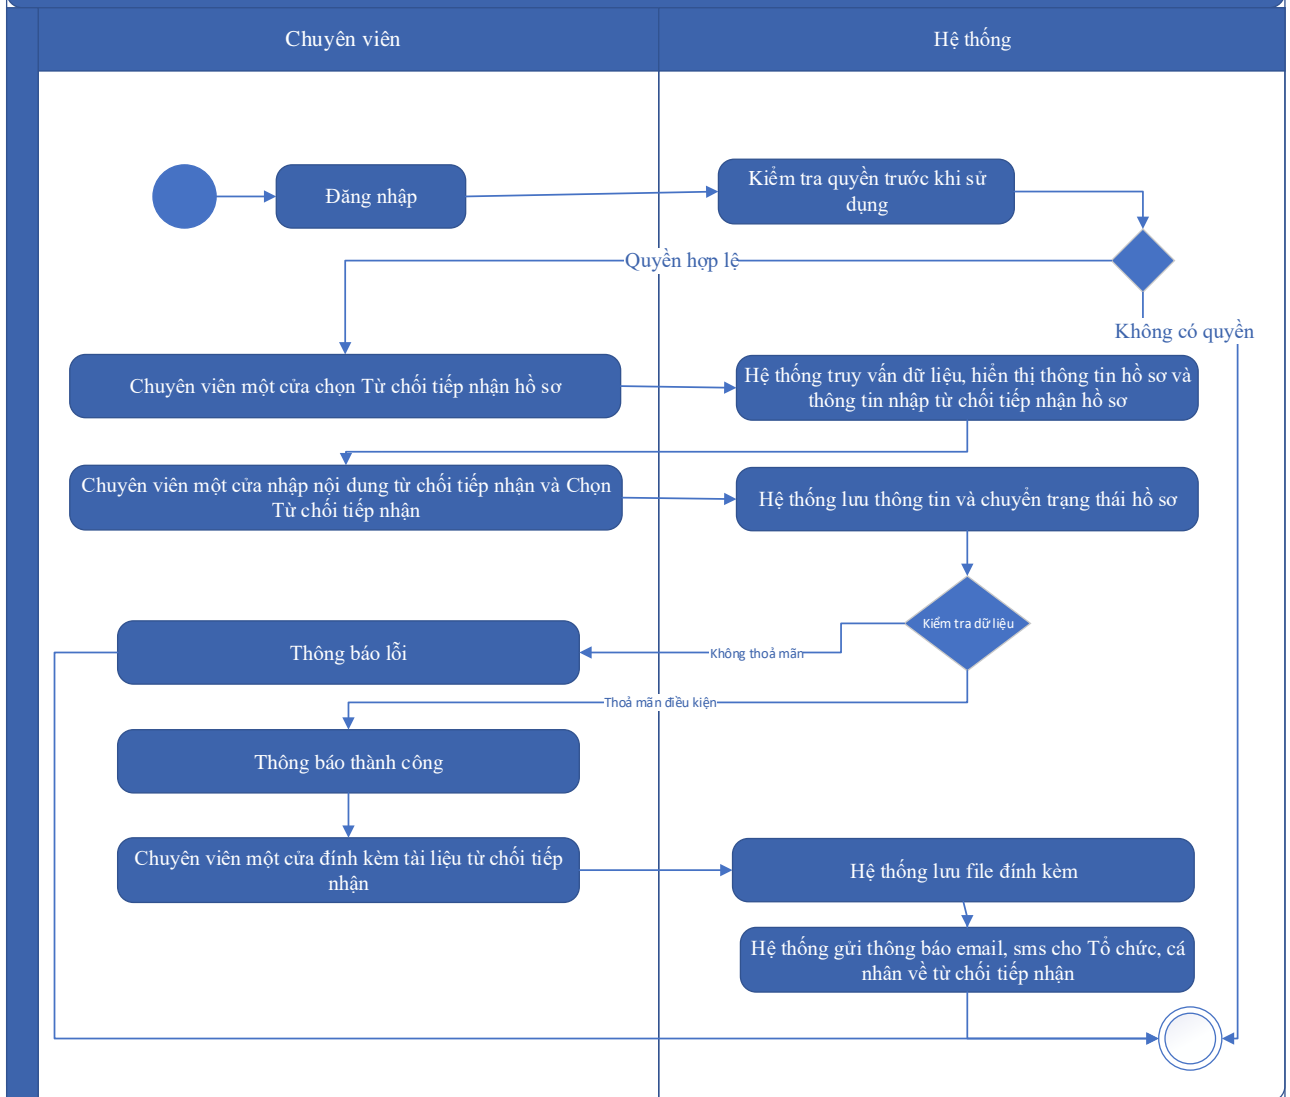 Chuyên viên
Hệ thống
Đăng nhập
Kiểm tra quyền trước khi sử
dụng
Quyền hợp lệ
Không có quyền
Chuyên viên một cửa chọn Từ chối tiếp nhận hồ sơ
Hệ thống truy vấn dữ liệu, hiển thị thông tin hồ sơ và
thông tin nhập từ chối tiếp nhận hồ sơ
Chuyên viên một cửa nhập nội dung từ chối tiếp nhận và Chọn
Từ chối tiếp nhận
Hệ thống lưu thông tin và chuyển trạng thái hồ sơ
Kiểm tra dữ liệu
Thông báo lỗi
Không thoả mãn
Thoả mãn điều kiện
Thông báo thành công
Chuyên viên một cửa đính kèm tài liệu từ chối tiếp
nhận
Hệ thống lưu file đính kèm
Hệ thống gửi thông báo email, sms cho Tổ chức, cá
nhân về từ chối tiếp nhận